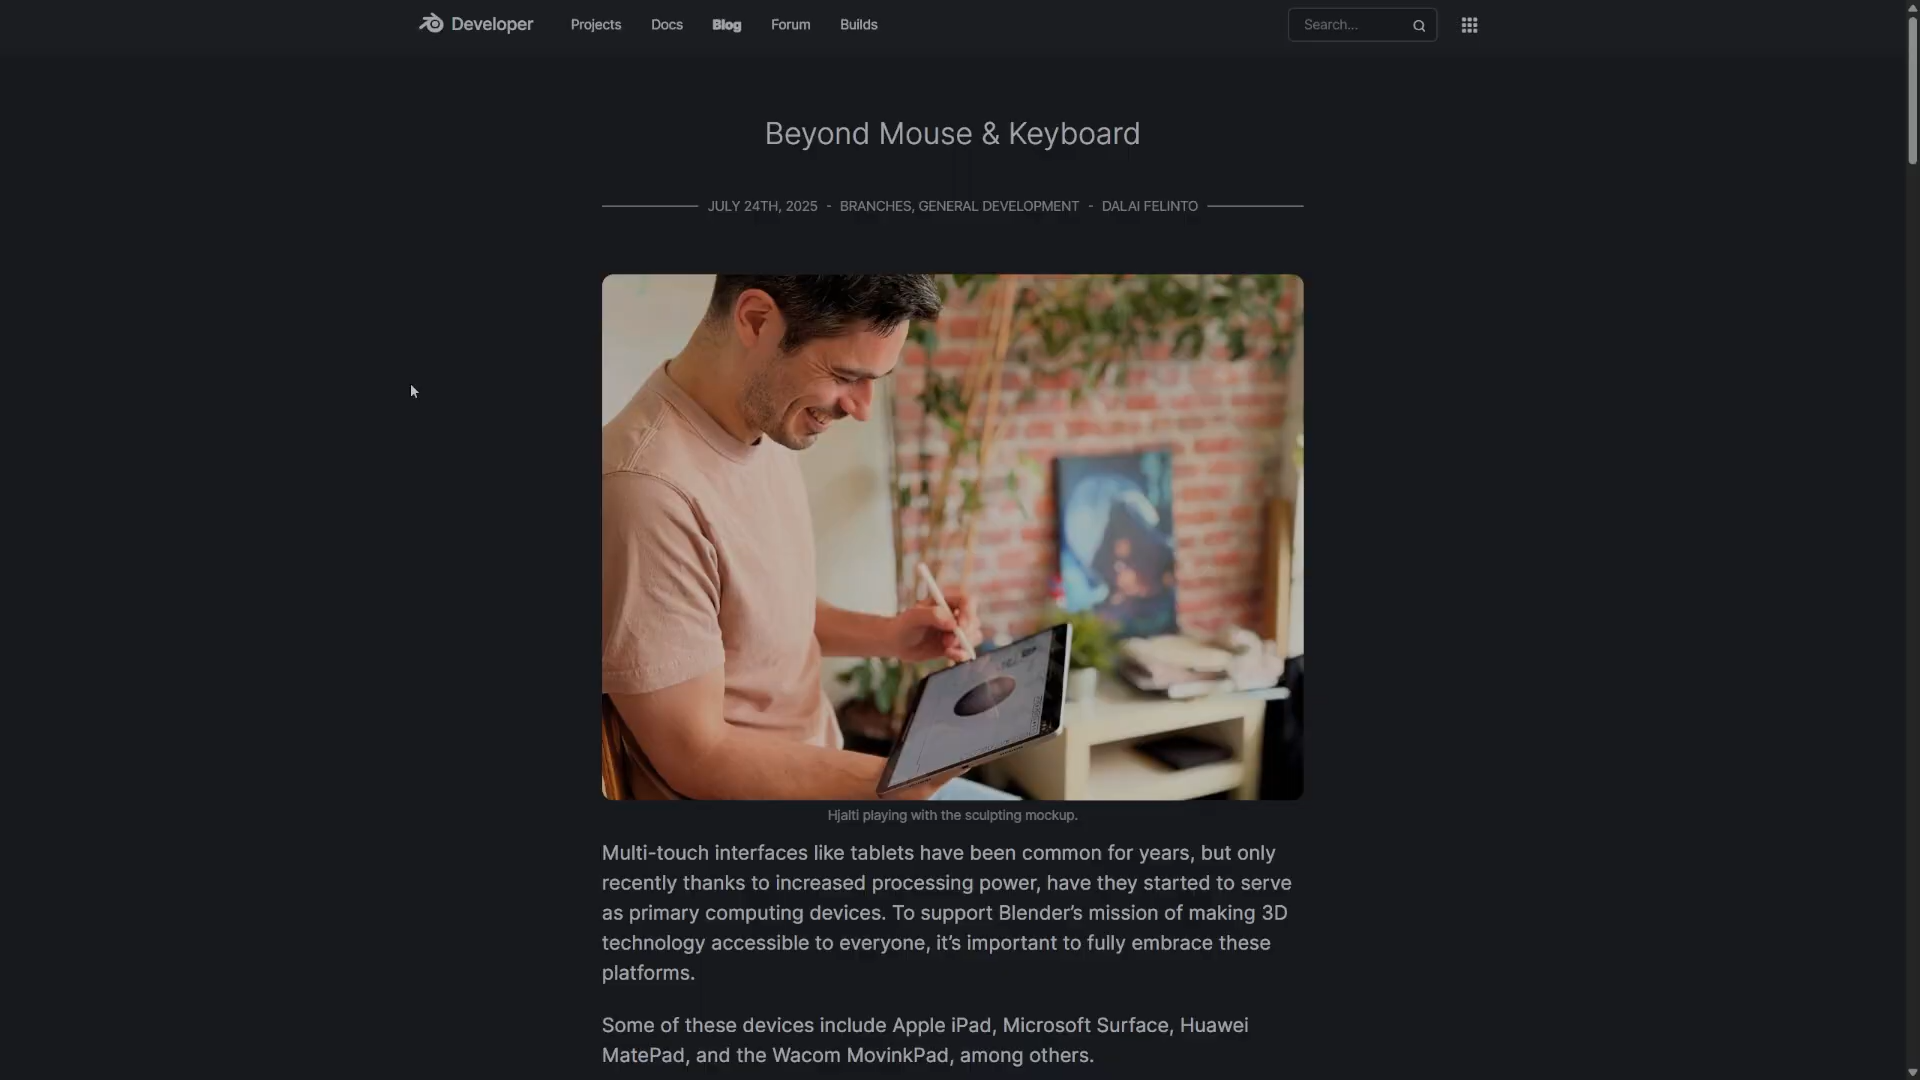 Developer Projects Docs Blog Forum Builds Search...
Beyond Mouse & Keyboard
JULY 24TH, 2025 - BRANCHES, GENERAL DEVELOPMENT - DALAI FELINTO
Hjalti playing with the sculpting mockup.
Multi-touch interfaces like tablets have been common for years, but only
recently thanks to increased processing power, have they started to serve
as primary computing devices. To support Blender’s mission of making 3D
technology accessible to everyone, it’s important to fully embrace these
platforms.
Some of these devices include Apple iPad, Microsoft Surface, Huawei
MatePad, and the Wacom MovinkPad, among others.